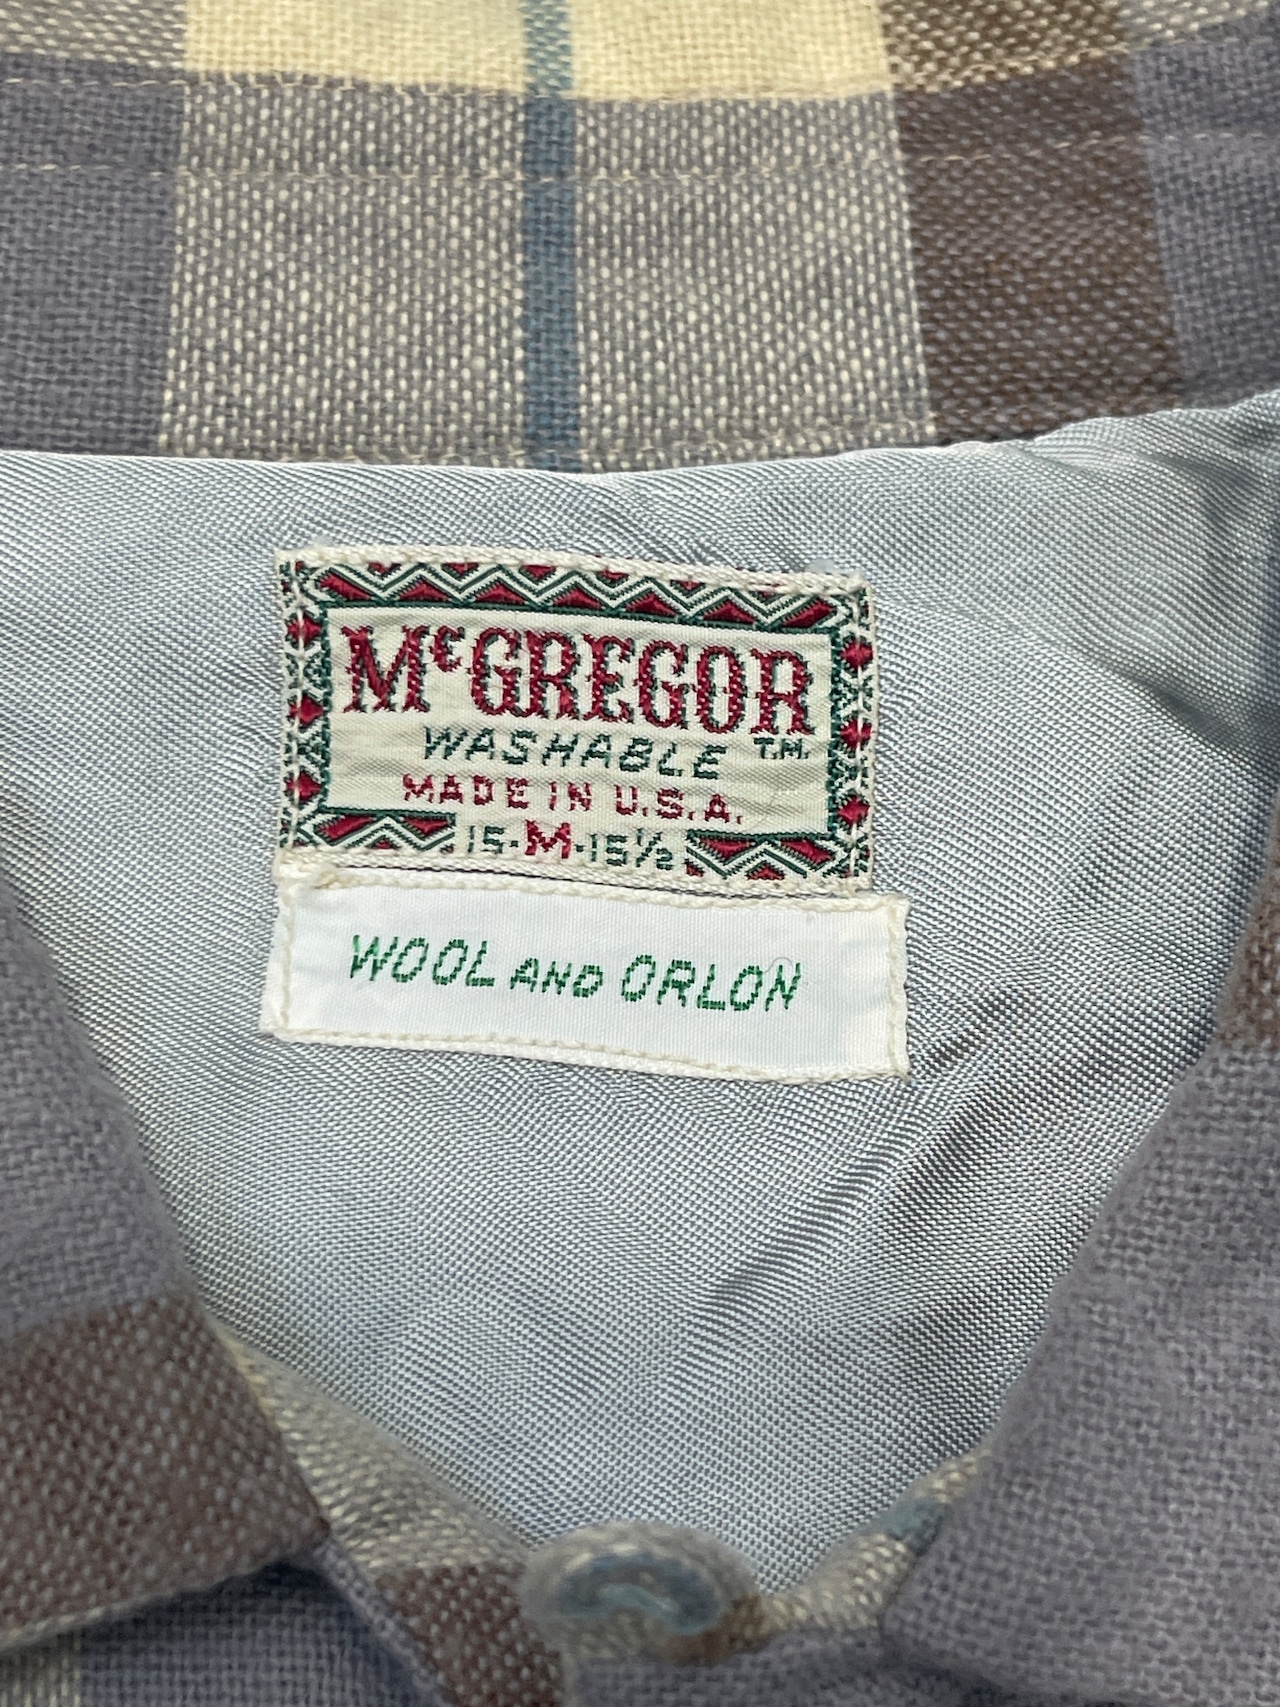 McGREGOR
WASHABLE T.M.
MADE IN U.S.A.
15·M·15½
WOOL AND ORLON